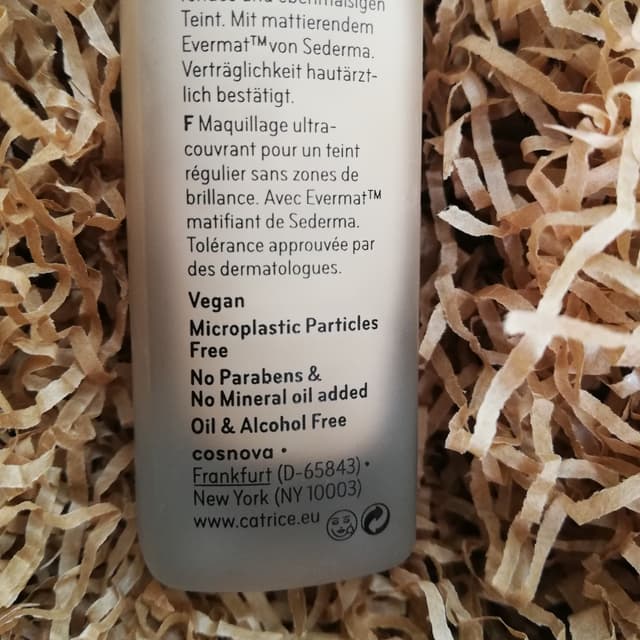 und ebenmäßigen
Teint. Mit mattierendem
Evermat™ von Sederma.
Verträglichkeit hautärzt-
lich bestätigt.
F Maquillage ultra-
couvrant pour un teint
régulier sans zones de
brillance. Avec Evermat™
matifiant de Sederma.
Tolérance approuvée par
des dermatologues.
Vegan
Microplastic Particles
Free
No Parabens &
No Mineral oil added
Oil & Alcohol Free
cosnova •
Frankfurt (D-65843) •
New York (NY 10003)
www.catrice.eu